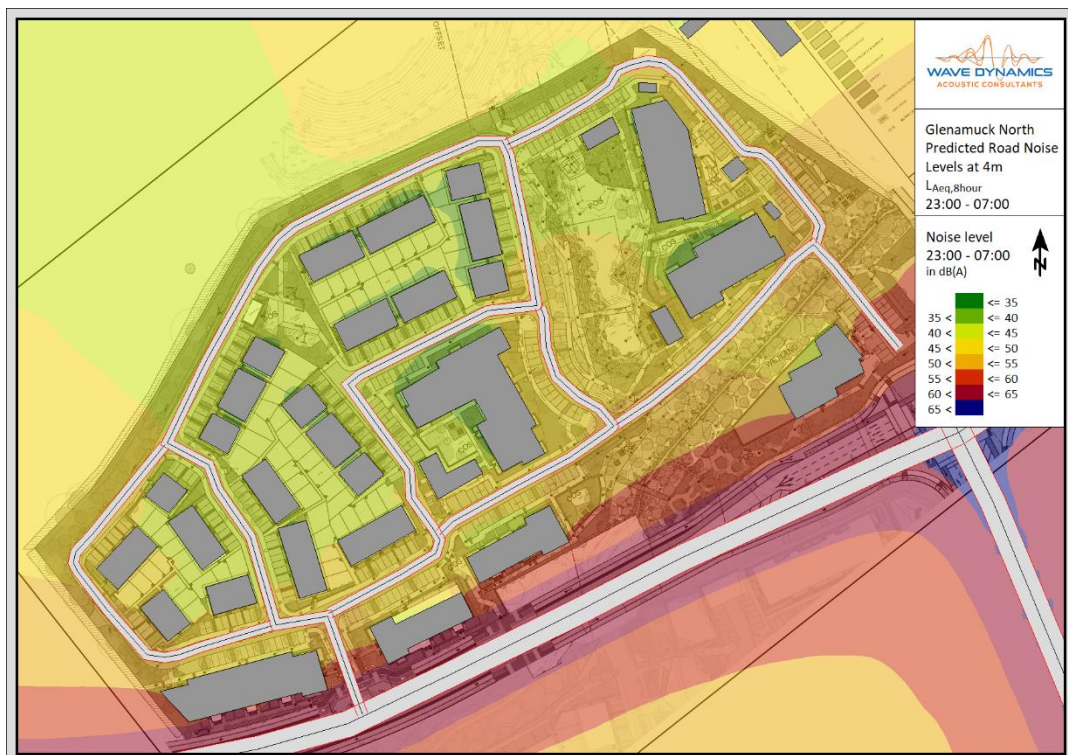 OFFSET
WAVE DYNAMICS
ACOUSTIC CONSULTANTS
Glenamuck North
Predicted Road Noise
Levels at 4m
LAeq,8hour
23:00 - 07:00
Noise level
23:00 - 07:00
in dB(A)
N
<= 35
35 < <= 40
40 < <= 45
45 < <= 50
50 < <= 55
55 < <= 60
60 < <= 65
65 <
POS